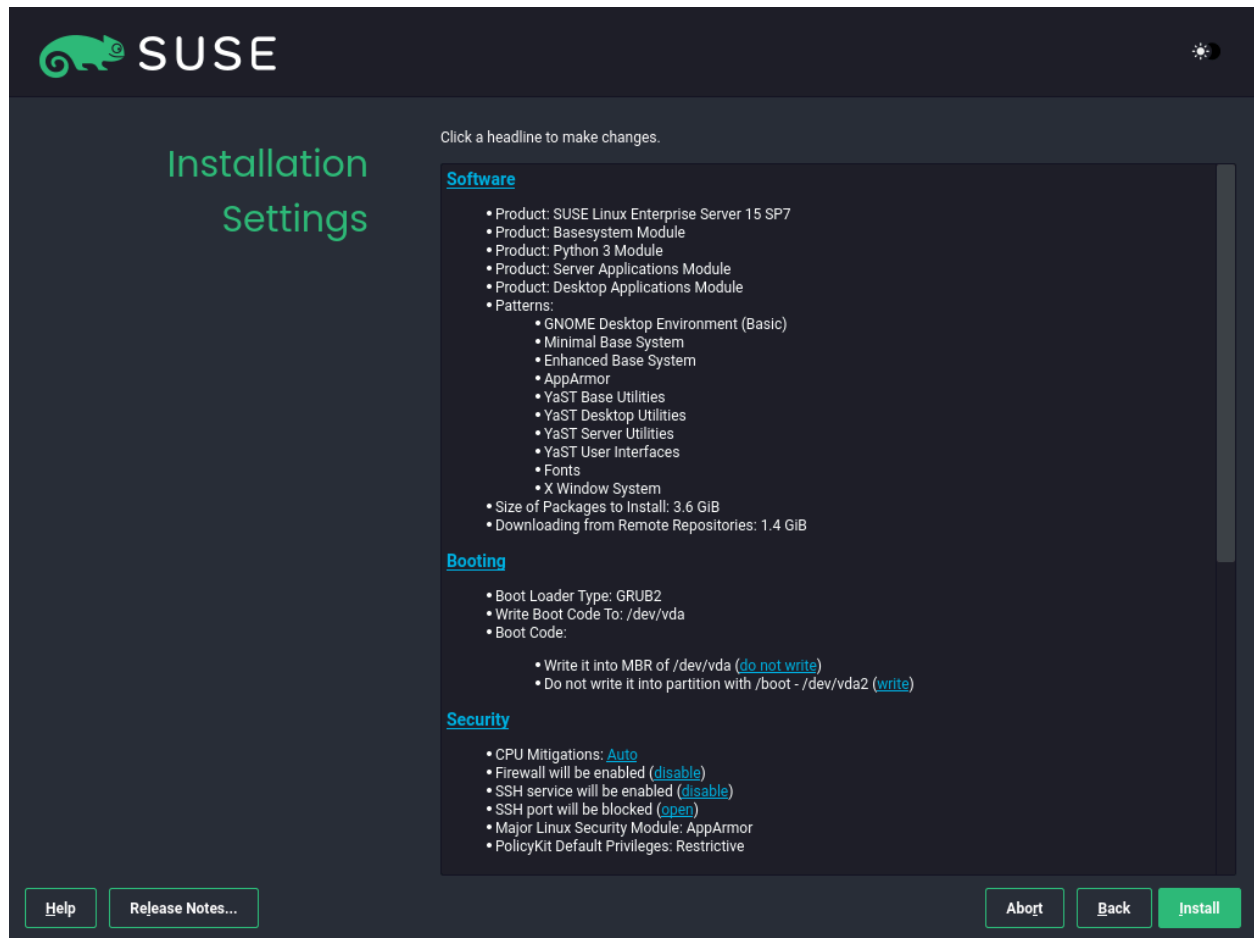 SUSE
Click a headline to make changes.
Installation
Settings
Software
• Product: SUSE Linux Enterprise Server 15 SP7
• Product: Basesystem Module
• Product: Python 3 Module
• Product: Server Applications Module
• Product: Desktop Applications Module
• Patterns:
• GNOME Desktop Environment (Basic)
• Minimal Base System
• Enhanced Base System
• AppArmor
• YaST Base Utilities
• YaST Desktop Utilities
• YaST Server Utilities
• YaST User Interfaces
• Fonts
• X Window System
• Size of Packages to Install: 3.6 GiB
• Downloading from Remote Repositories: 1.4 GiB
Booting
• Boot Loader Type: GRUB2
• Write Boot Code To: /dev/vda
• Boot Code:
• Write it into MBR of /dev/vda (do not write)
• Do not write it into partition with /boot - /dev/vda2 (write)
Security
• CPU Mitigations: Auto
• Firewall will be enabled (disable)
• SSH service will be enabled (disable)
• SSH port will be blocked (open)
• Major Linux Security Module: AppArmor
• PolicyKit Default Privileges: Restrictive
Help
Release Notes...
Abort
Back
Install